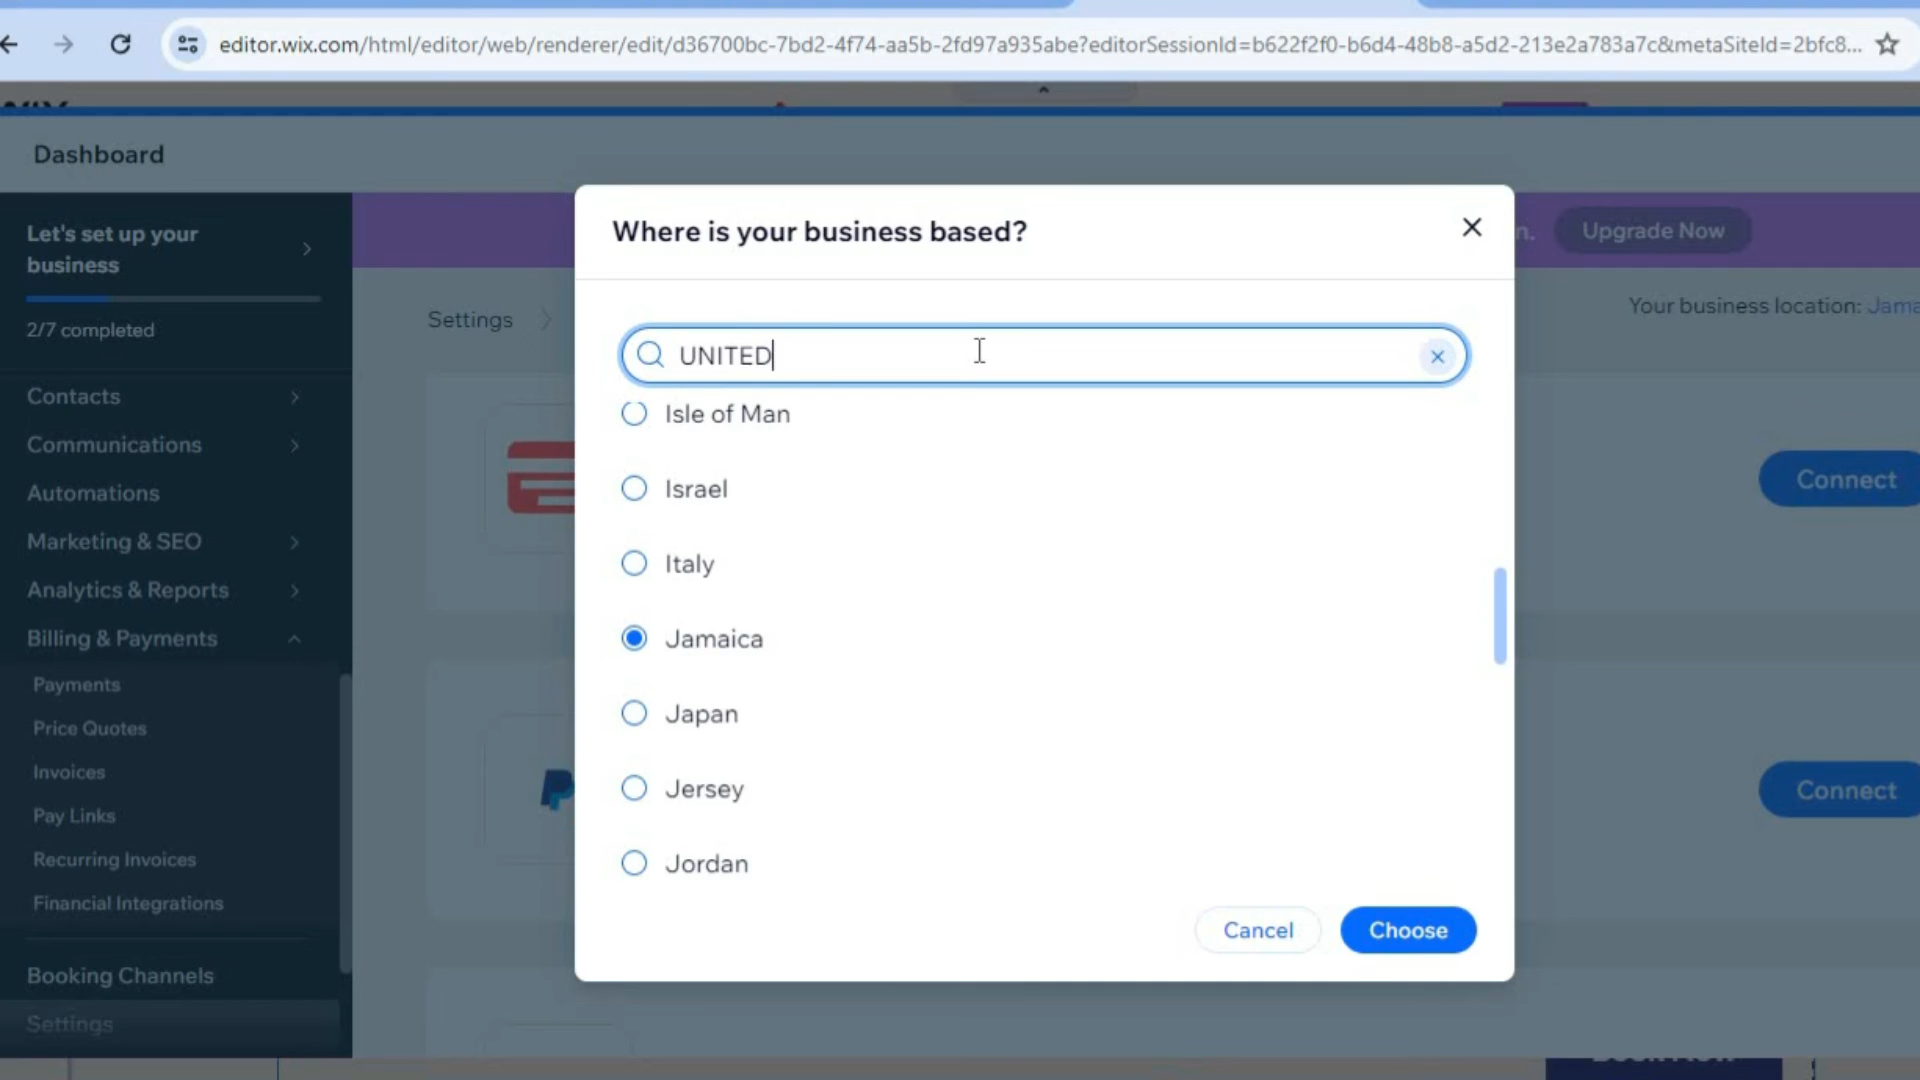 editor.wix.com/html/editor/web/renderer/edit/d36700bc-7bd2-4f74-aa5b-2fd97a935abe?editorSessionId=b622f2f0-b6d4-48b8-a5d2-213e2a783a7c&metaSiteId=2bfc8...
Dashboard
Let's set up your
business
2/7 completed
Contacts
Communications
Automations
Marketing & SEO
Analytics & Reports
Billing & Payments
Payments
Price Quotes
Invoices
Pay Links
Recurring Invoices
Financial Integrations
Booking Channels
Settings
n.
Upgrade Now
Settings
Your business location: Jama
Where is your business based?
UNITED
Isle of Man
Israel
Italy
Jamaica
Japan
Jersey
Jordan
Cancel
Choose
Connect
Connect